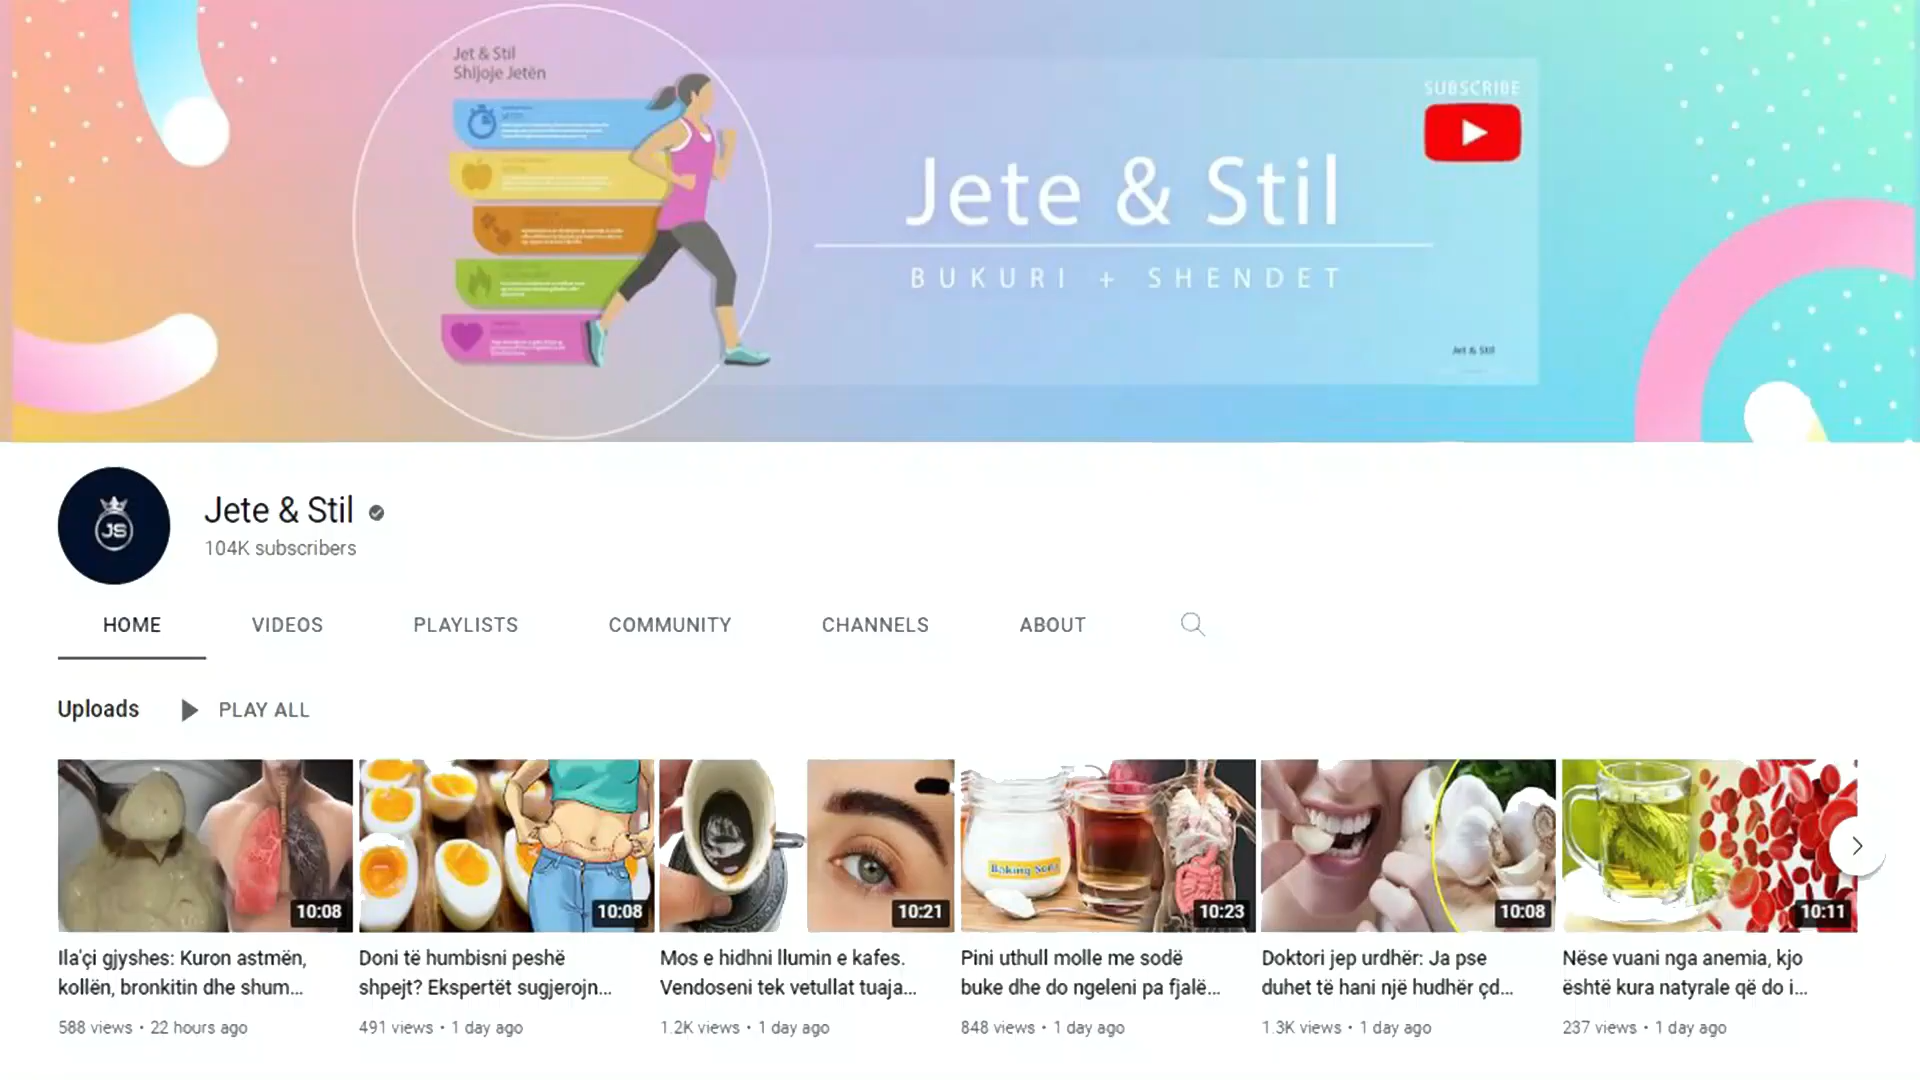 Jet & Stil
Shijoje Jetën
SUBSCRIBE
Jete & Stil
BUKURI + SHENDET
Jet & Stil
JS
Jete & Stil
104K subscribers
HOME VIDEOS PLAYLISTS COMMUNITY CHANNELS ABOUT
Uploads PLAY ALL
Baking Soda
10:08 10:08 10:21 10:23 10:08 10:11
Ila'çi gjyshes: Kuron astmën,
kollën, bronkitin dhe shum...
588 views • 22 hours ago
Doni të humbisni peshë
shpejt? Ekspertët sugjerojn...
491 views • 1 day ago
Mos e hidhni llumin e kafes.
Vendoseni tek vetullat tuaja...
1.2K views • 1 day ago
Pini uthull molle me sodë
buke dhe do ngeleni pa fjalë...
848 views • 1 day ago
Doktori jep urdhër: Ja pse
duhet të hani një hudhër çd...
1.3K views • 1 day ago
Nëse vuani nga anemia, kjo
është kura natyrale që do i...
237 views • 1 day ago